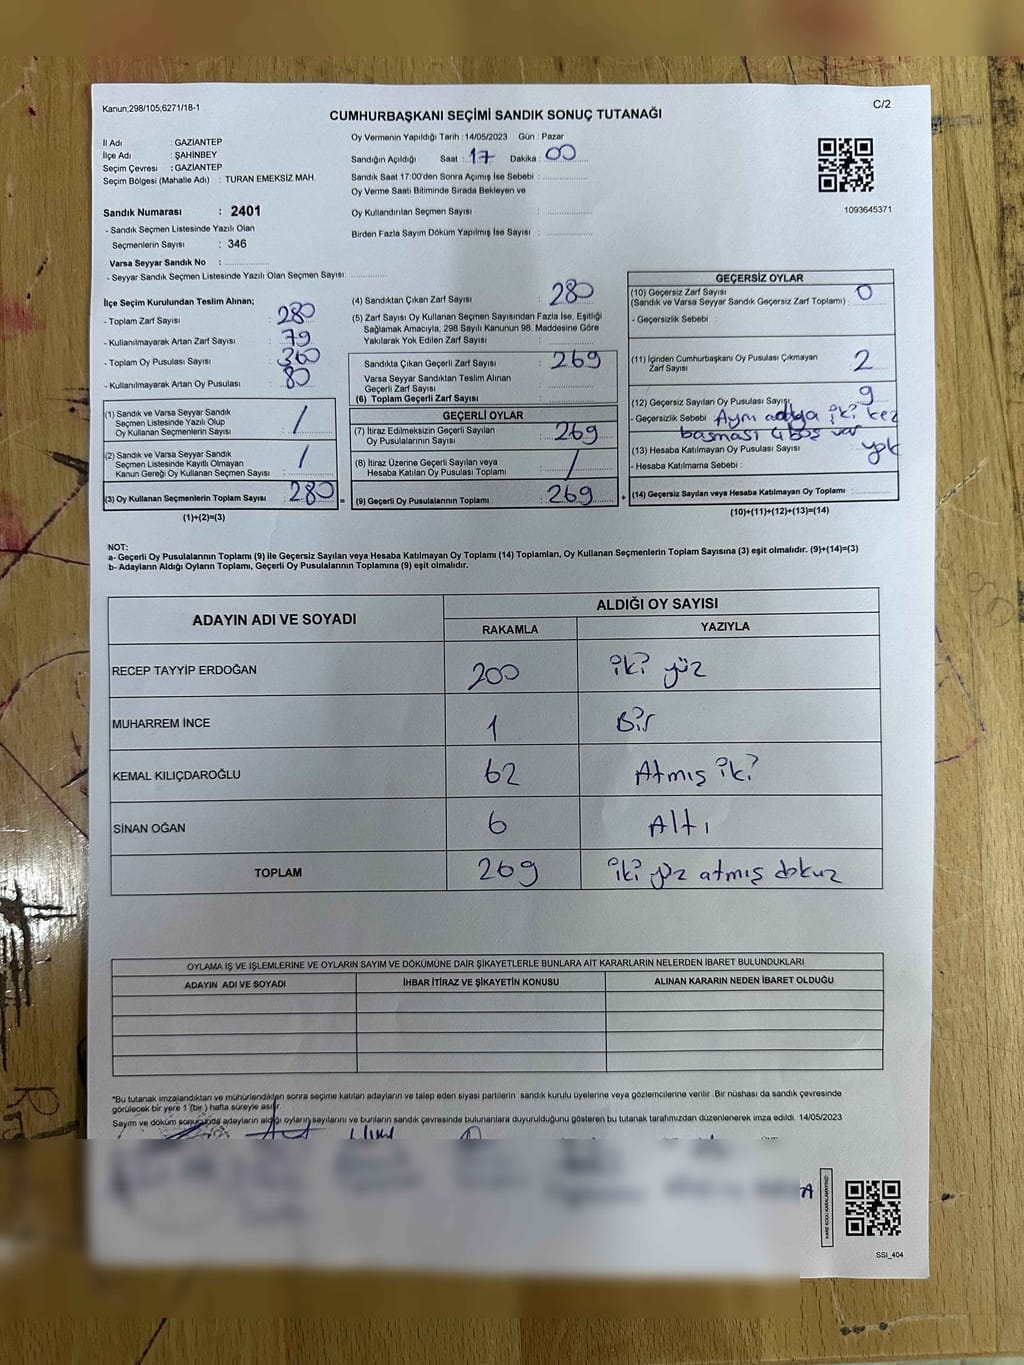 Kanun,298/105;6271/18-1
C/2
CUMHURBAŞKANI SEÇİMİ SANDIK SONUÇ TUTANAĞI
İl Adı : GAZİANTEP
İlçe Adı : ŞAHİNBEY
Seçim Çevresi : GAZİANTEP
Seçim Bölgesi (Mahalle Adı) : TURAN EMEKSİZ MAH.
Sandık Numarası : 2401
- Sandık Seçmen Listesinde Yazılı Olan
Seçmenlerin Sayısı : 346
Varsa Seyyar Sandık No :
- Seyyar Sandık Seçmen Listesinde Yazılı Olan Seçmen Sayısı:
Oy Vermenin Yapıldığı Tarih : 14/05/2023 Gün : Pazar
Sandığın Açıldığı Saat : 17 Dakika : 00
Sandık Saat 17:00'den Sonra Açılmış İse Sebebi :
Oy Verme Saati Bitiminde Sırada Bekleyen ve
Oy Kullandırılan Seçmen Sayısı :
Birden Fazla Sayım Döküm Yapılmış İse Sayısı :
1093645371
İlçe Seçim Kurulundan Teslim Alınan;
- Toplam Zarf Sayısı : 280
- Kullanılmayarak Artan Zarf Sayısı : 79
- Toplam Oy Pusulası Sayısı : 360
- Kullanılmayarak Artan Oy Pusulası : 80
(1) Sandık ve Varsa Seyyar Sandık
Seçmen Listesinde Yazılı Olup
Oy Kullanan Seçmenlerin Sayısı : /
(2) Sandık ve Varsa Seyyar Sandık
Seçmen Listesinde Kayıtlı Olmayan
Kanun Gereği Oy Kullanan Seçmen Sayısı : /
(3) Oy Kullanan Seçmenlerin Toplam Sayısı : 280 =
(1)+(2)=(3)
(4) Sandıktan Çıkan Zarf Sayısı : 280
(5) Zarf Sayısı Oy Kullanan Seçmen Sayısından Fazla İse, Eşitliği
Sağlamak Amacıyla, 298 Sayılı Kanunun 98. Maddesine Göre
Yakılarak Yok Edilen Zarf Sayısı :
Sandıkta Çıkan Geçerli Zarf Sayısı : 269
Varsa Seyyar Sandıktan Teslim Alınan
Geçerli Zarf Sayısı :
(6) Toplam Geçerli Zarf Sayısı :
GEÇERLİ OYLAR
(7) İtiraz Edilmeksizin Geçerli Sayılan
Oy Pusulalarının Sayısı : 269
(8) İtiraz Üzerine Geçerli Sayılan veya
Hesaba Katılan Oy Pusulası Toplamı : /
(9) Geçerli Oy Pusulalarının Toplamı : 269 +
GEÇERSİZ OYLAR
(10) Geçersiz Zarf Sayısı
(Sandık ve Varsa Seyyar Sandık Geçersiz Zarf Toplamı) : 0
- Geçersizlik Sebebi :
(11) İçinden Cumhurbaşkanı Oy Pusulası Çıkmayan
Zarf Sayısı : 2
(12) Geçersiz Sayılan Oy Pusulası Sayısı 9
- Geçersizlik Sebebi Aynı adaya iki kez
basması 4 boş var
(13) Hesaba Katılmayan Oy Pusulası Sayısı : yok
- Hesaba Katılmama Sebebi :
(14) Geçersiz Sayılan veya Hesaba Katılmayan Oy Toplamı :
(10)+(11)+(12)+(13)=(14)
NOT:
a- Geçerli Oy Pusulalarının Toplamı (9) ile Geçersiz Sayılan veya Hesaba Katılmayan Oy Toplamı (14) Toplamları, Oy Kullanan Seçmenlerin Toplam Sayısına (3) eşit olmalıdır. (9)+(14)=(3)
b- Adayların Aldığı Oyların Toplamı, Geçerli Oy Pusulalarının Toplamına (9) eşit olmalıdır.
ADAYIN ADI VE SOYADI
ALDIĞI OY SAYISI
RAKAMLA YAZIYLA
RECEP TAYYİP ERDOĞAN 200 iki yüz
MUHARREM İNCE 1 Bir
KEMAL KILIÇDAROĞLU 62 Atmış iki
SİNAN OĞAN 6 Altı
TOPLAM 269 iki yüz atmış dokuz
OYLAMA İŞ VE İŞLEMLERİNE VE OYLARIN SAYIM VE DÖKÜMÜNE DAİR ŞİKAYETLERLE BUNLARA AİT KARARLARIN NELERDEN İBARET BULUNDUKLARI
ADAYIN ADI VE SOYADI İHBAR İTİRAZ VE ŞİKAYETİN KONUSU ALINAN KARARIN NEDEN İBARET OLDUĞU
*Bu tutanak imzalandıktan ve mühürlendikten sonra seçime katılan adayların ve talep eden siyasi partilerin sandık kurulu üyelerine veya gözlemcilerine verilir .Bir nüshası da sandık çevresinde
görülecek bir yere 1 (bir ) hafta süreyle asılır.
Sayım ve döküm sonucunda adayların aldığı oyların sayılarını ve bunların sandık çevresinde bulunanlara duyurulduğunu gösteren bu tutanak tarafımızdan düzenlenerek imza edildi. 14/05/2023
KARE KODU KARALAMAYINIZ!
SSI_404